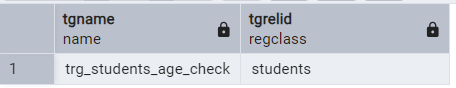 tgname tgrelid
name regclass
1 trg_students_age_check students